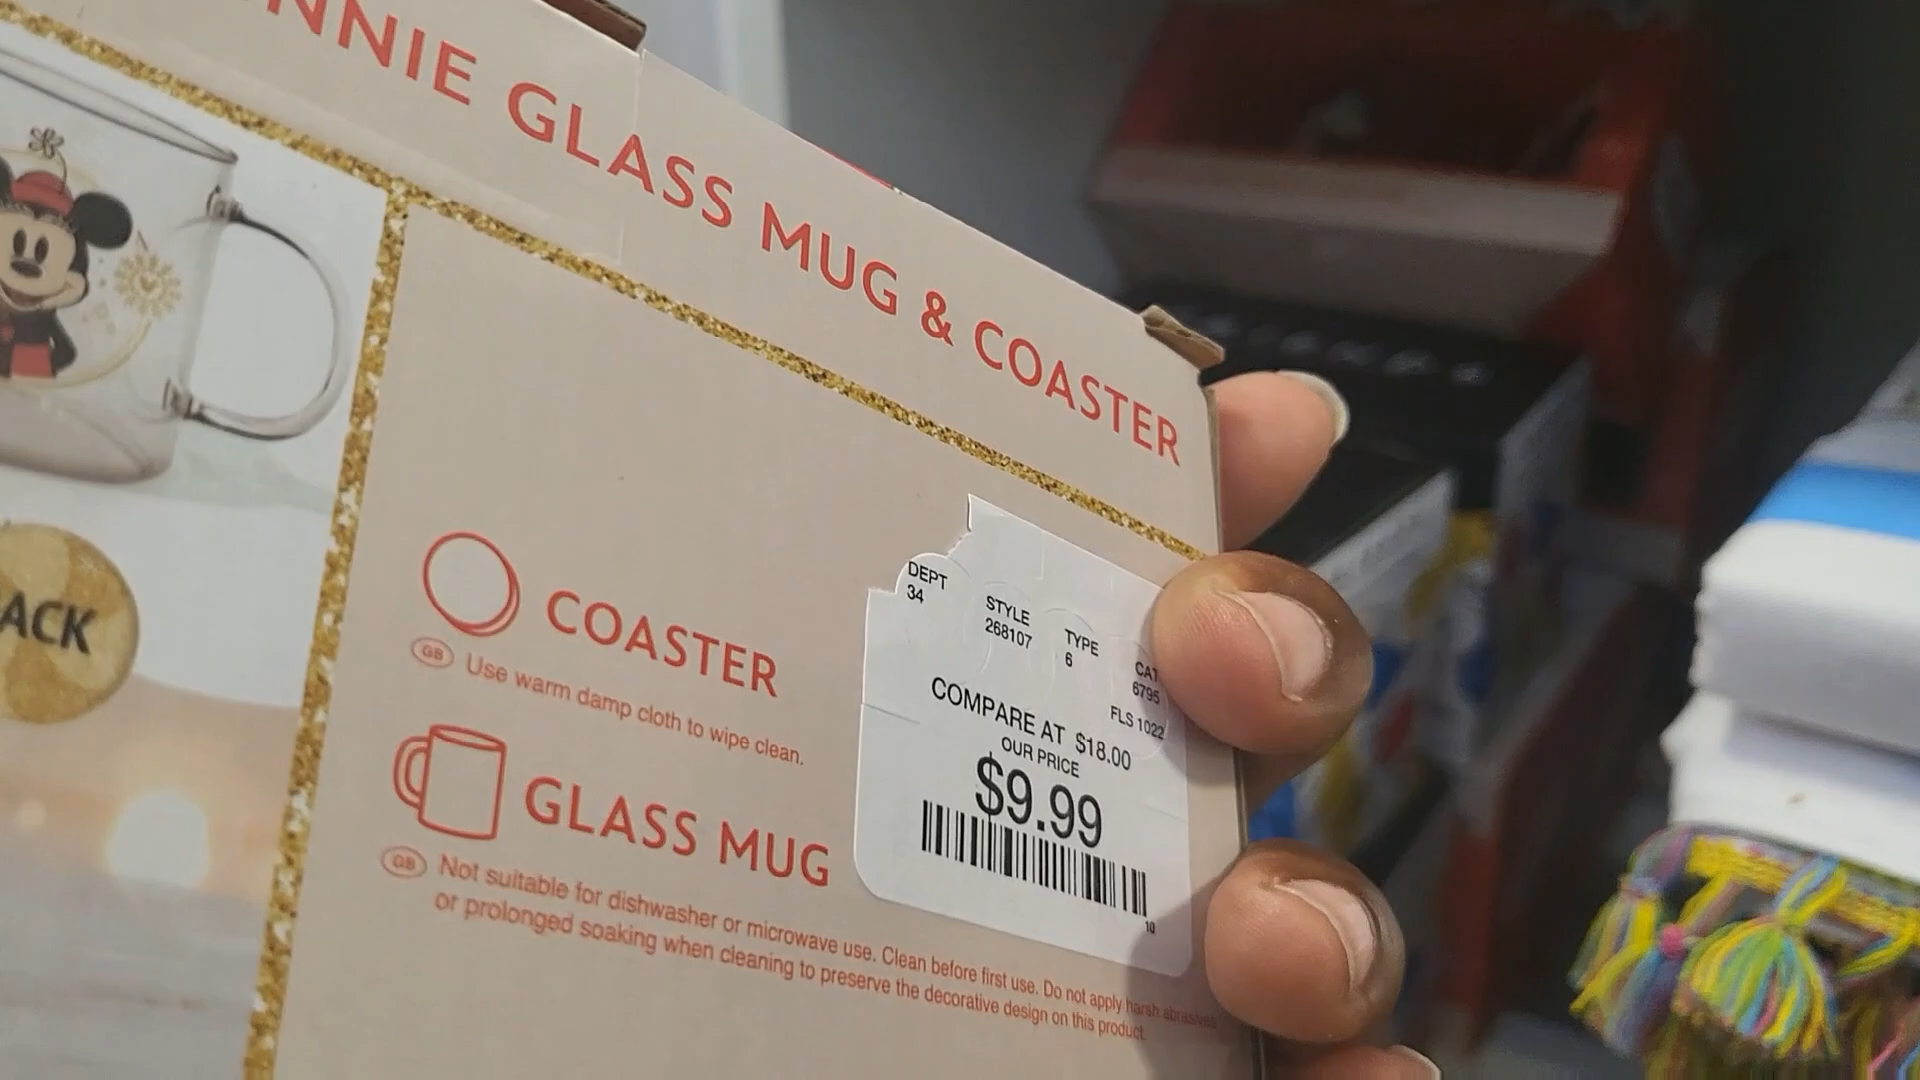 NNIE GLASS MUG & COASTER
ACK
COASTER
GB Use warm damp cloth to wipe clean.
GLASS MUG
GB Not suitable for dishwasher or microwave use. Clean before first use. Do not apply harsh abrasives
or prolonged soaking when cleaning to preserve the decorative design on this product.
DEPT STYLE TYPE CAT
34 268107 6 6795
FLS 1022
COMPARE AT $18.00
OUR PRICE
$9.99
10